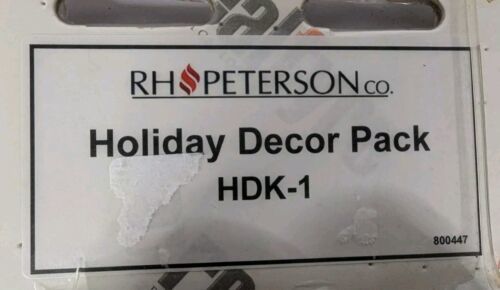 RH PETERSON CO.
Holiday Decor Pack
HDK-1
800447